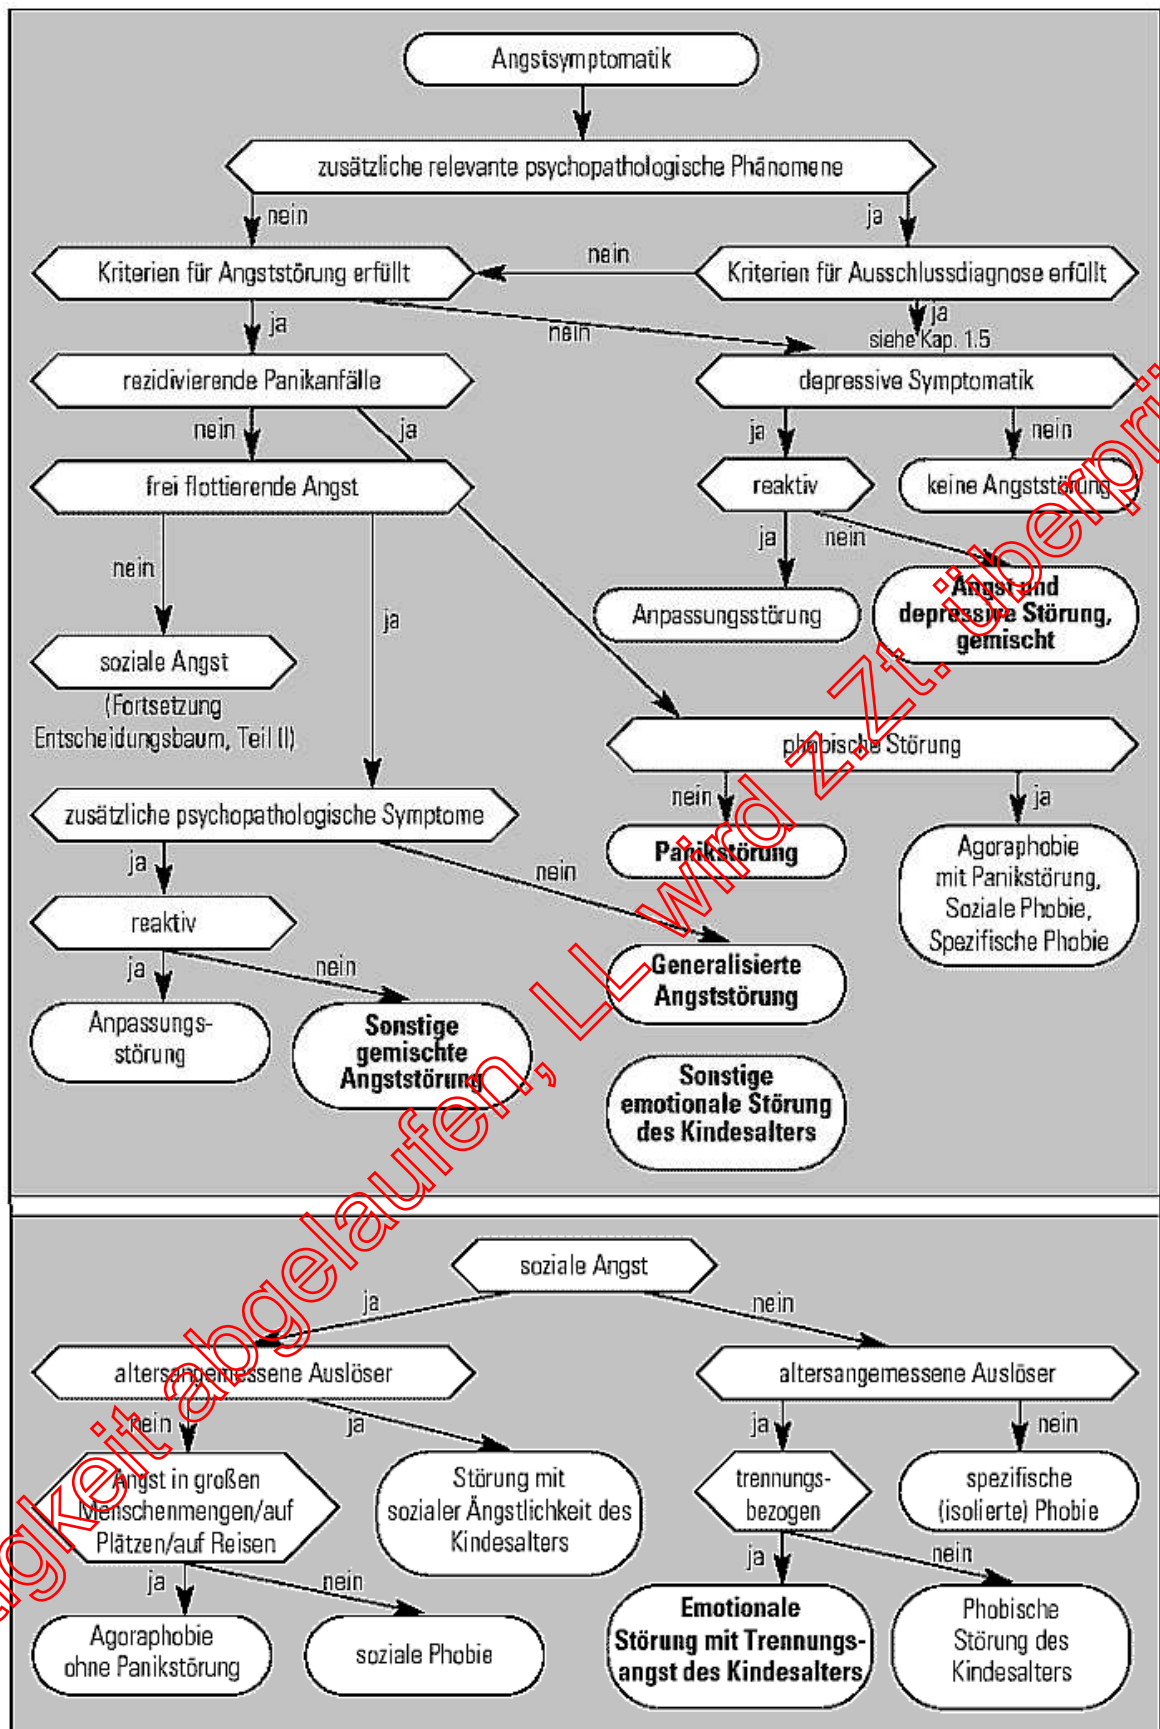 Angstsymptomatik
zusätzliche relevante psychopathologische Phänomene
nein
ja
Kriterien für Angststörung erfüllt
nein
Kriterien für Ausschlussdiagnose erfüllt
ja
nein
ja
siehe Kap. 1.5
rezidivierende Panikanfälle
depressive Symptomatik
nein
ja
ja
nein
frei flottierende Angst
reaktiv
keine Angststörung
nein
ja
ja
nein
Anpassungsstörung
Angst und
depressive Störung,
gemischt
soziale Angst
(Fortsetzung
Entscheidungsbaum, Teil II)
phobische Störung
nein
ja
zusätzliche psychopathologische Symptome
Panikstörung
Agoraphobie
mit Panikstörung,
Soziale Phobie,
Spezifische Phobie
ja
nein
reaktiv
Generalisierte
Angststörung
ja
nein
Anpassungs-
störung
Sonstige
gemischte
Angststörung
Sonstige
emotionale Störung
des Kindesalters
soziale Angst
ja
nein
altersangemessene Auslöser
altersangemessene Auslöser
nein
ja
ja
nein
Angst in großen
Menschenmengen/auf
Plätzen/auf Reisen
Störung mit
sozialer Ängstlichkeit des
Kindesalters
trennungs-
bezogen
spezifische
(isolierte) Phobie
ja
nein
ja
nein
Agoraphobie
ohne Panikstörung
soziale Phobie
Emotionale
Störung mit Trennungs-
angst des Kindesalters
Phobische
Störung des
Kindesalters
abgelaufen, LL wird z.Zt.